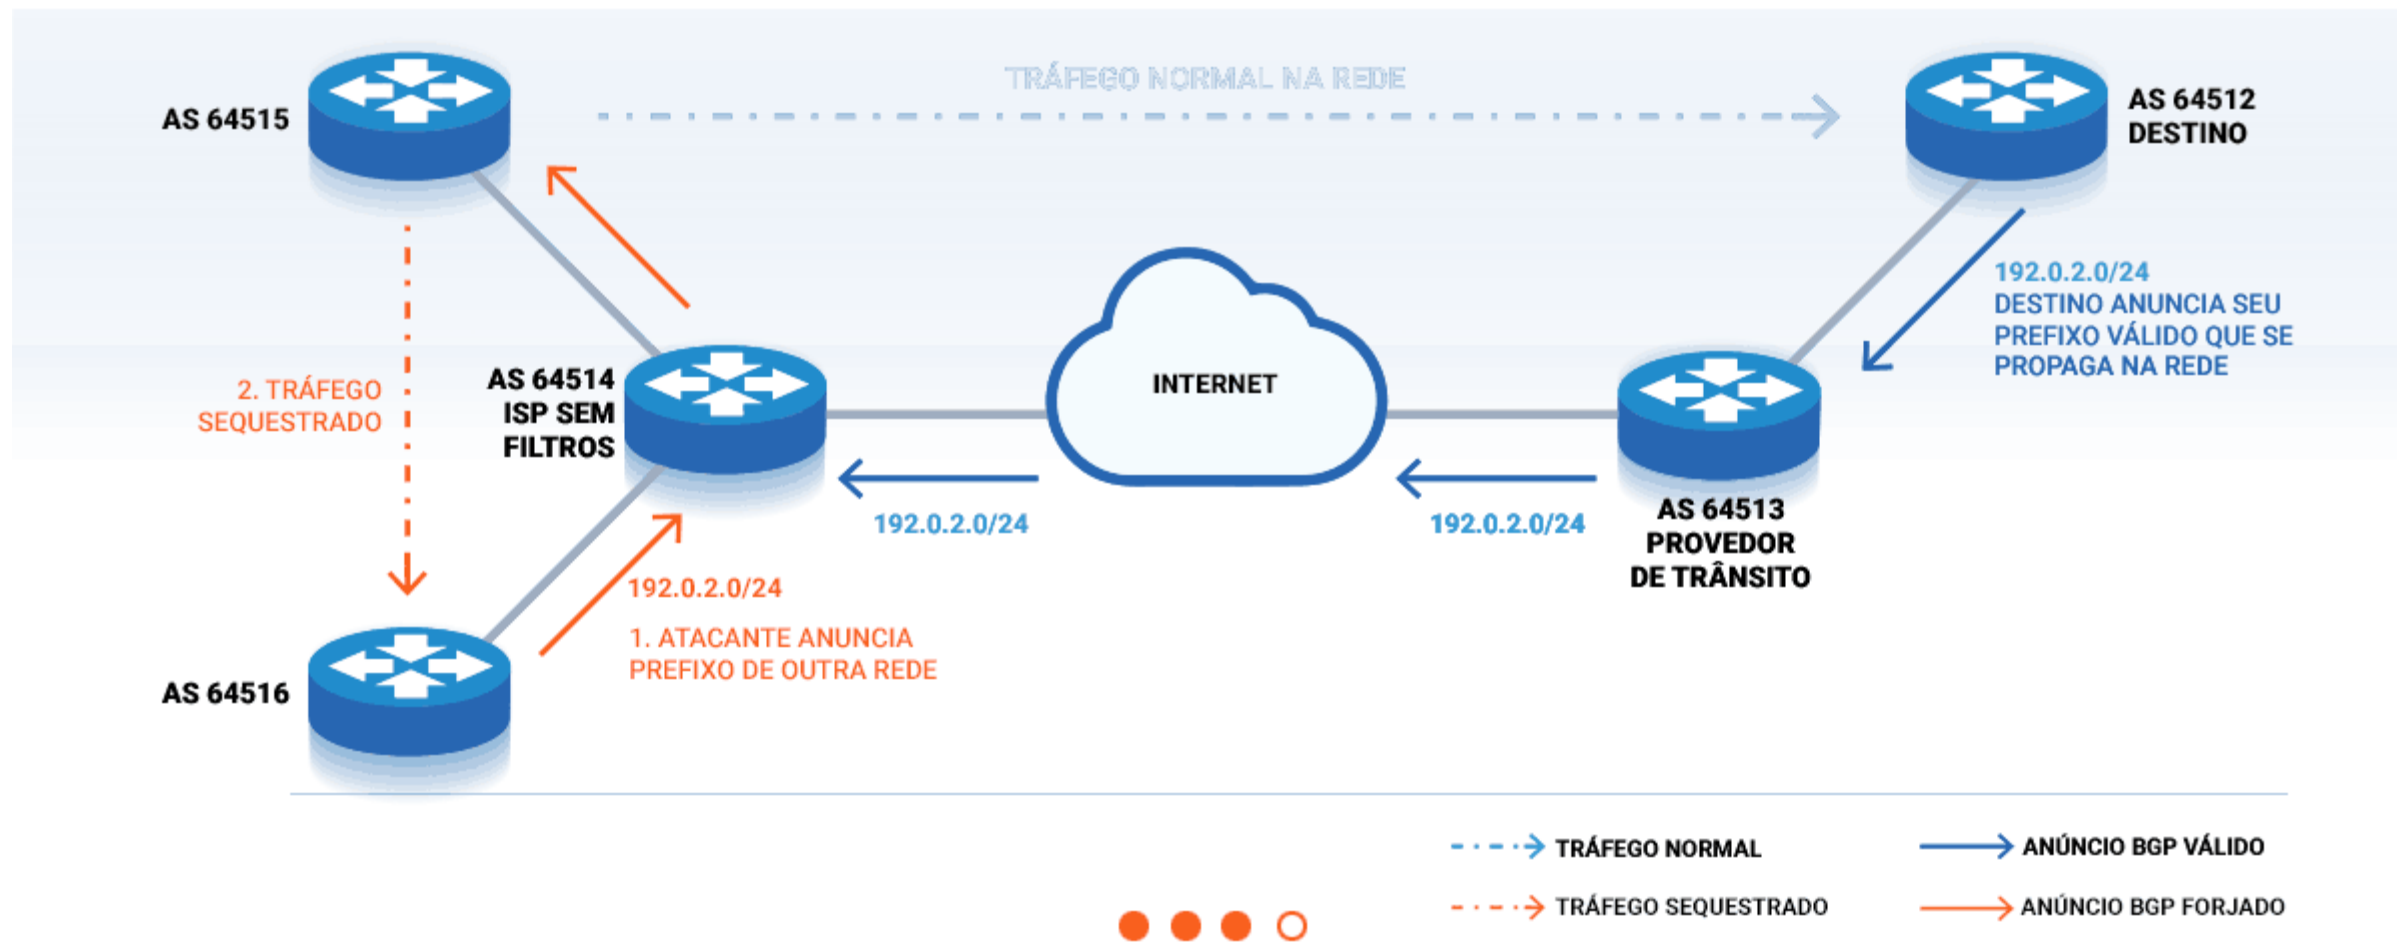 TRÁFEGO NORMAL NA REDE
AS 64515
AS 64512
DESTINO
192.0.2.0/24
DESTINO ANUNCIA SEU
PREFIXO VÁLIDO QUE SE
PROPAGA NA REDE
2. TRÁFEGO
SEQUESTRADO
AS 64514
ISP SEM
FILTROS
INTERNET
192.0.2.0/24
192.0.2.0/24
AS 64513
PROVEDOR
DE TRÂNSITO
192.0.2.0/24
1. ATACANTE ANUNCIA
PREFIXO DE OUTRA REDE
AS 64516
TRÁFEGO NORMAL
ANÚNCIO BGP VÁLIDO
TRÁFEGO SEQUESTRADO
ANÚNCIO BGP FORJADO